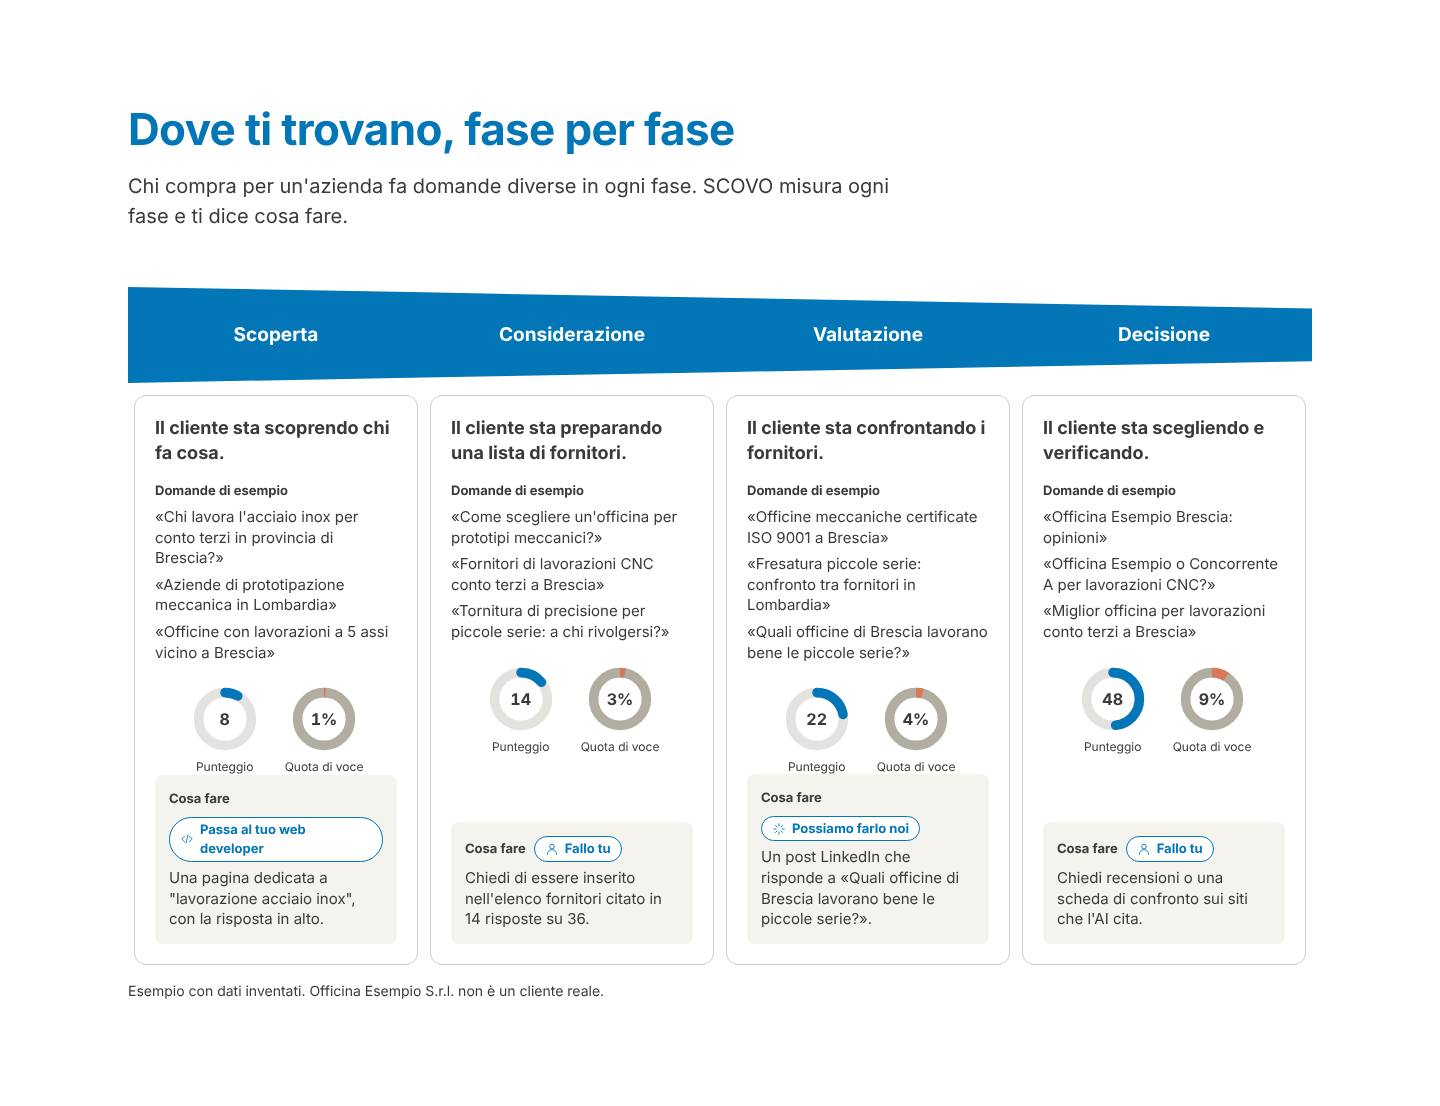 Dove ti trovano, fase per fase
Chi compra per un'azienda fa domande diverse in ogni fase. SCOVO misura ogni
fase e ti dice cosa fare.
Scoperta
Considerazione
Valutazione
Decisione
Il cliente sta scoprendo chi
fa cosa.
Domande di esempio
«Chi lavora l'acciaio inox per
conto terzi in provincia di
Brescia?»
«Aziende di prototipazione
meccanica in Lombardia»
«Officine con lavorazioni a 5 assi
vicino a Brescia»
8
1%
Punteggio
Quota di voce
Cosa fare
Passa al tuo web
developer
Una pagina dedicata a
"lavorazione acciaio inox",
con la risposta in alto.
Il cliente sta preparando
una lista di fornitori.
Domande di esempio
«Come scegliere un'officina per
prototipi meccanici?»
«Fornitori di lavorazioni CNC
conto terzi a Brescia»
«Tornitura di precisione per
piccole serie: a chi rivolgersi?»
14
3%
Punteggio
Quota di voce
Cosa fare
Fallo tu
Chiedi di essere inserito
nell'elenco fornitori citato in
14 risposte su 36.
Il cliente sta confrontando i
fornitori.
Domande di esempio
«Officine meccaniche certificate
ISO 9001 a Brescia»
«Fresatura piccole serie:
confronto tra fornitori in
Lombardia»
«Quali officine di Brescia lavorano
bene le piccole serie?»
22
4%
Punteggio
Quota di voce
Cosa fare
Possiamo farlo noi
Un post LinkedIn che
risponde a «Quali officine di
Brescia lavorano bene le
piccole serie?».
Il cliente sta scegliendo e
verificando.
Domande di esempio
«Officina Esempio Brescia:
opinioni»
«Officina Esempio o Concorrente
A per lavorazioni CNC?»
«Miglior officina per lavorazioni
conto terzi a Brescia»
48
9%
Punteggio
Quota di voce
Cosa fare
Fallo tu
Chiedi recensioni o una
scheda di confronto sui siti
che l'AI cita.
Esempio con dati inventati. Officina Esempio S.r.l. non è un cliente reale.